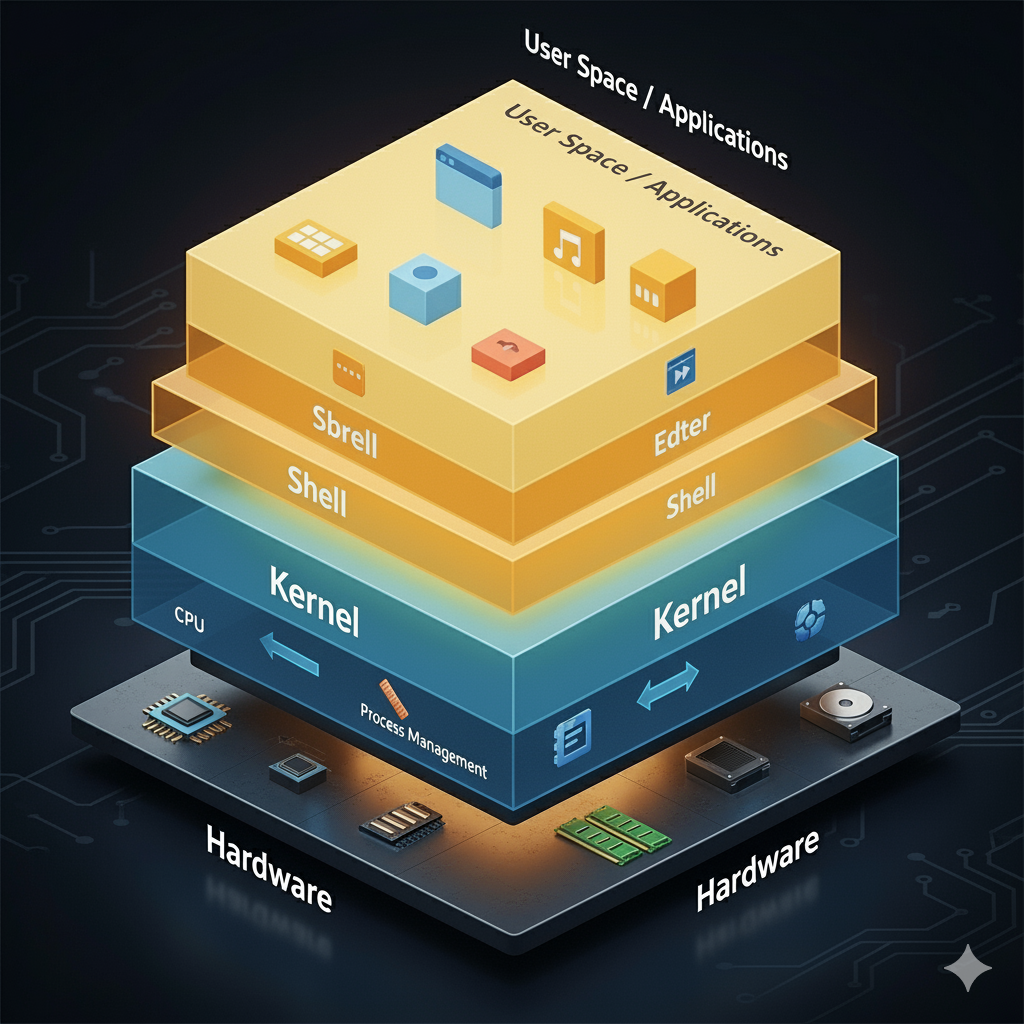 User Space / Applications
User Space / Applications
Sbrell
Edter
Shell
Shell
Kernel
Kernel
CPU
Process Management
Hardware
Hardware